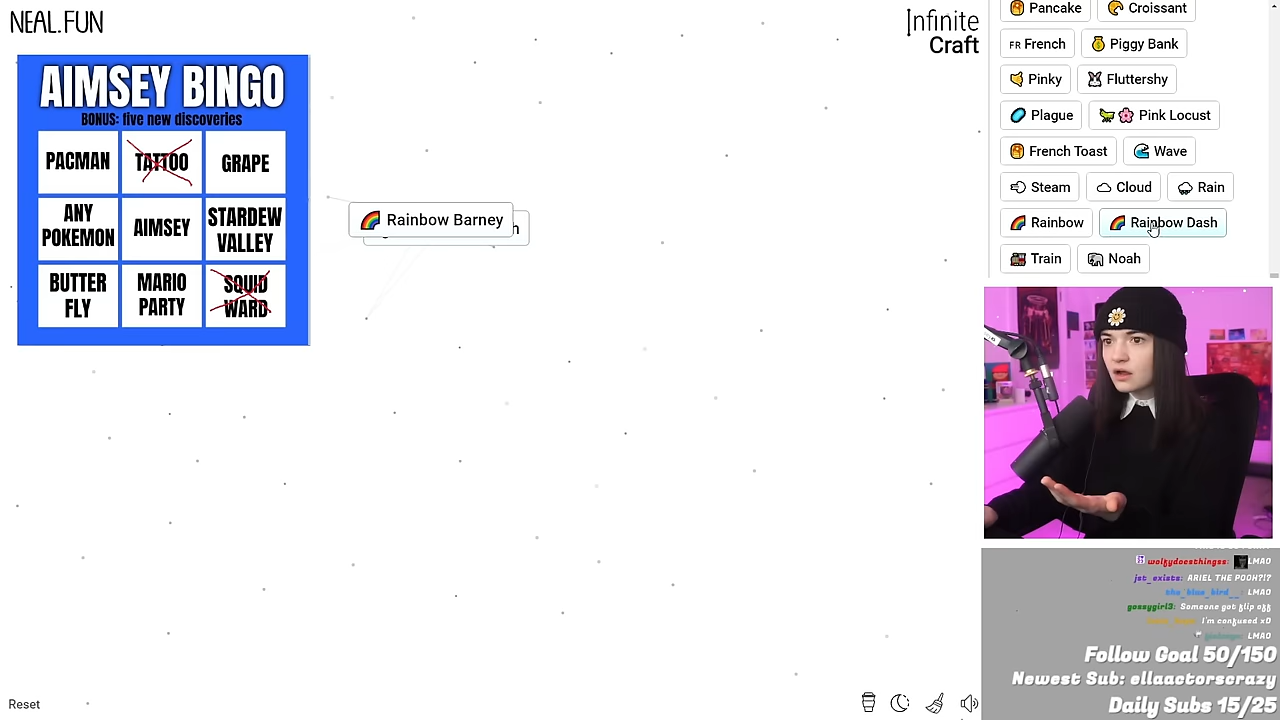 NEAL.FUN
Infinite
Craft
AIMSEY BINGO
BONUS: five new discoveries
PACMAN
TATTOO
GRAPE
ANY
POKEMON
AIMSEY
STARDEW
VALLEY
BUTTER
FLY
MARIO
PARTY
SQUID
WARD
Rainbow Barney
Pancake
Croissant
FR French
Piggy Bank
Pinky
Fluttershy
Plague
Pink Locust
French Toast
Wave
Steam
Cloud
Rain
Rainbow
Rainbow Dash
Train
Noah
wolfydoesthingss: LMAO
jst_exists: ARIEL THE POOH?!?
the_blue_bird__: LMAO
gossygirl3: Someone got flip off
I'm confused xD
LMAO
Follow Goal 50/150
Newest Sub: ellaactorscrazy
Daily Subs 15/25
Reset